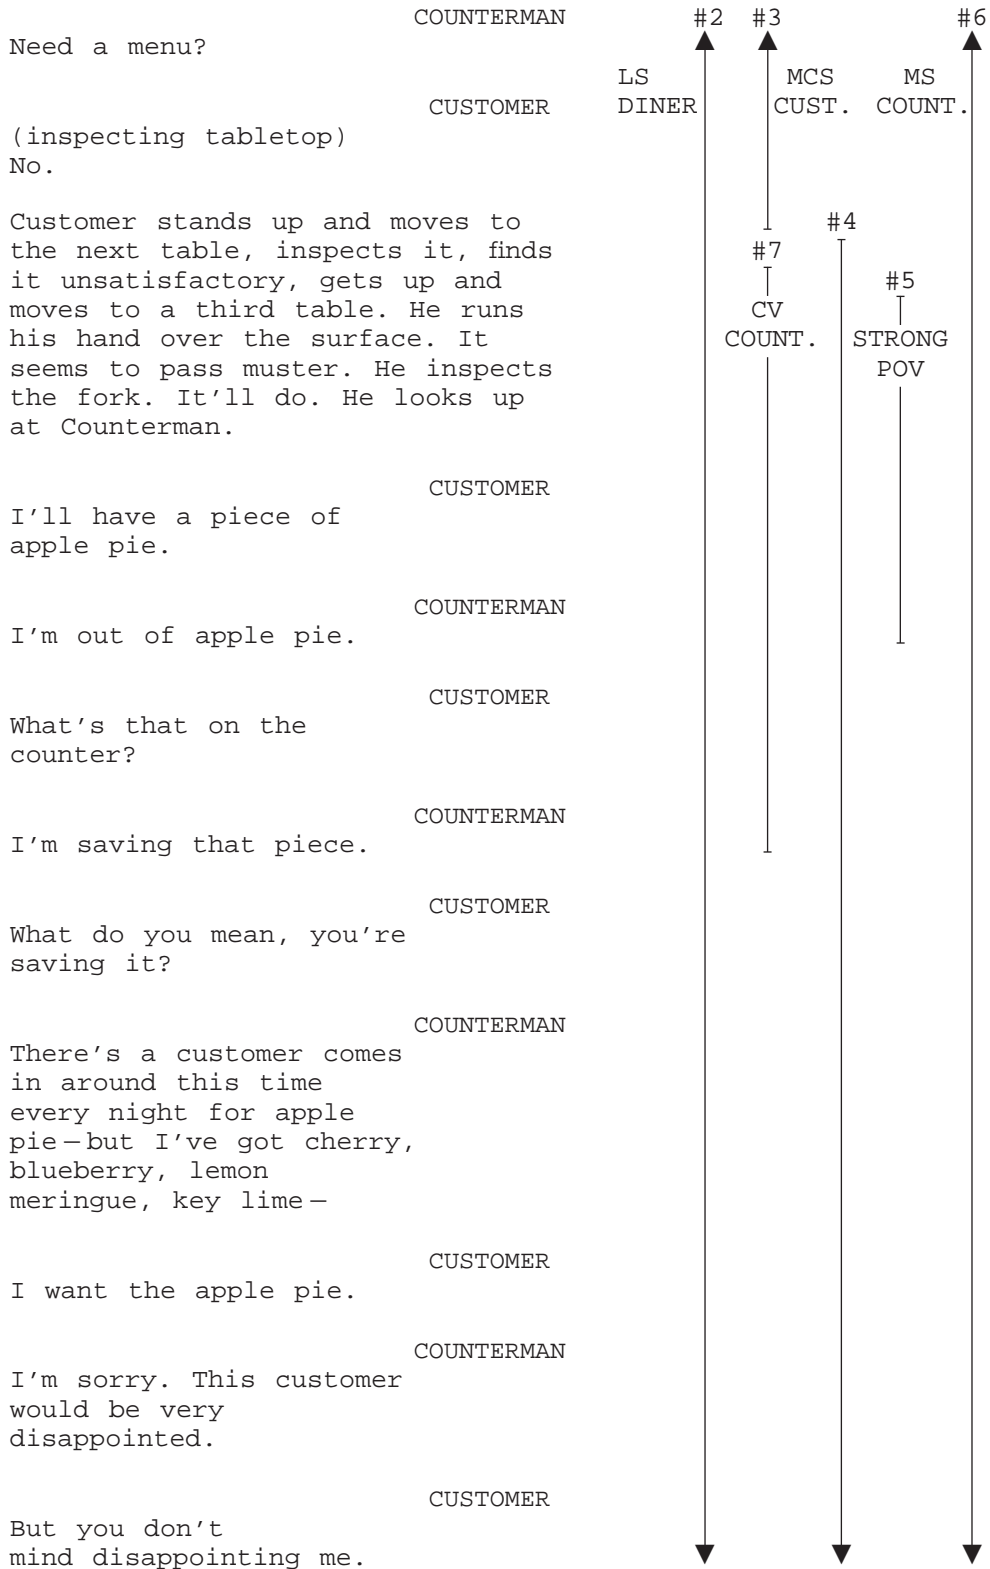 COUNTERMAN #2 #3 #6
Need a menu?
LS MCS MS
CUSTOMER DINER CUST. COUNT.
(inspecting tabletop)
No.
Customer stands up and moves to #4
the next table, inspects it, finds #7
it unsatisfactory, gets up and #5
moves to a third table. He runs CV
his hand over the surface. It COUNT. STRONG
seems to pass muster. He inspects POV
the fork. It'll do. He looks up
at Counterman.
CUSTOMER
I'll have a piece of
apple pie.
COUNTERMAN
I'm out of apple pie.
CUSTOMER
What's that on the
counter?
COUNTERMAN
I'm saving that piece.
CUSTOMER
What do you mean, you're
saving it?
COUNTERMAN
There's a customer comes
in around this time
every night for apple
pie—but I've got cherry,
blueberry, lemon
meringue, key lime—
CUSTOMER
I want the apple pie.
COUNTERMAN
I'm sorry. This customer
would be very
disappointed.
CUSTOMER
But you don't
mind disappointing me.